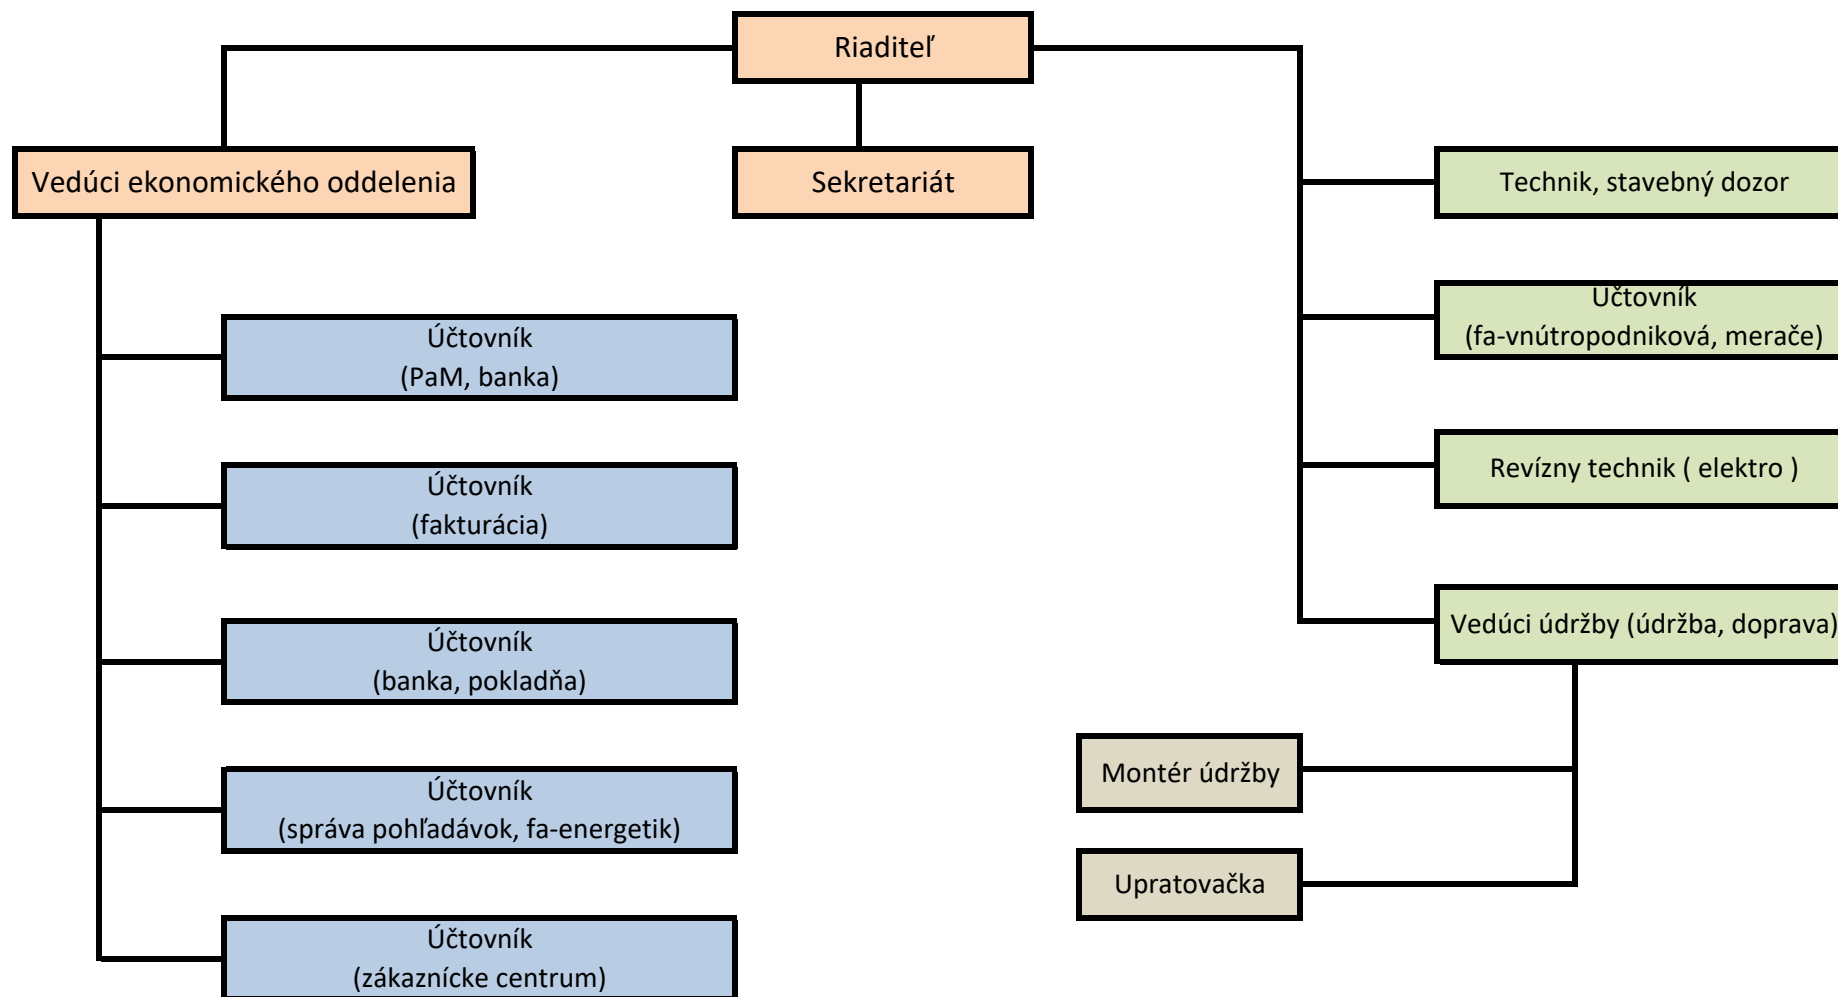 Riaditeľ
Vedúci ekonomického oddelenia
Sekretariát
Technik, stavebný dozor
Účtovník
(PaM, banka)
Účtovník
(fa-vnútropodniková, merače)
Účtovník
(fakturácia)
Revízny technik ( elektro )
Účtovník
(banka, pokladňa)
Vedúci údržby (údržba, doprava)
Účtovník
(správa pohľadávok, fa-energetik)
Montér údržby
Upratovačka
Účtovník
(zákaznícke centrum)